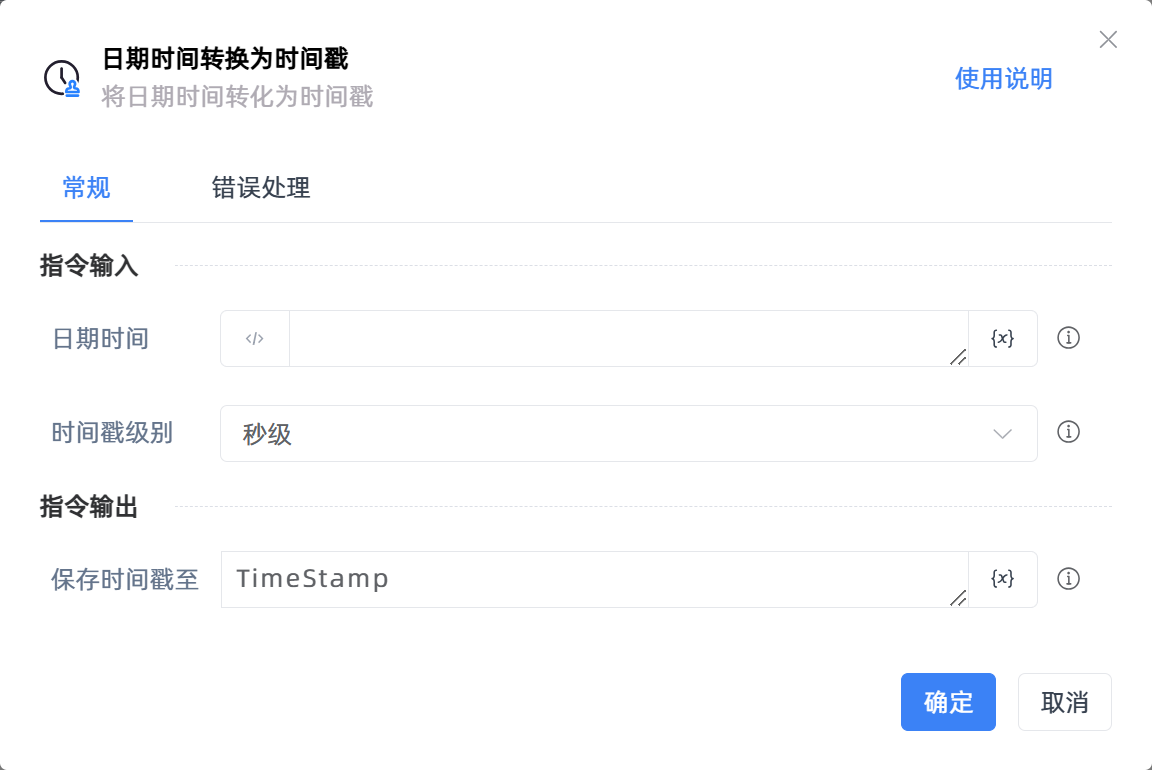 日期时间转换为时间戳
将日期时间转化为时间戳
使用说明
常规
错误处理
指令输入
日期时间
</>
{x}
时间戳级别
秒级
指令输出
保存时间戳至
TimeStamp
{x}
确定
取消